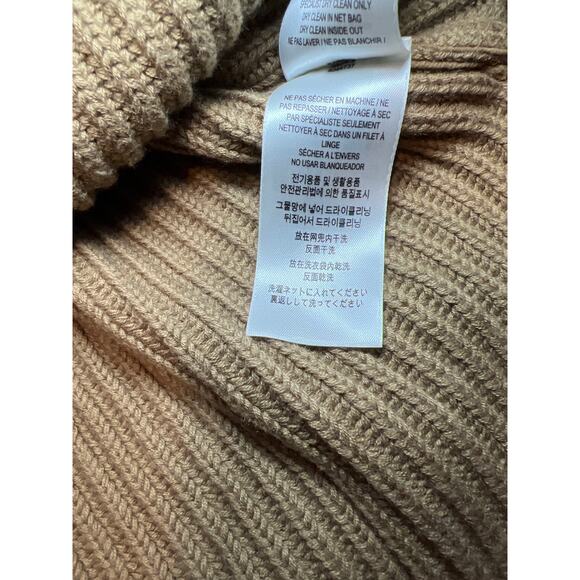 SPECIALIST DRY CLEAN ONLY
DRY CLEAN IN NET BAG
DRY CLEAN INSIDE OUT
NE PAS LAVER / NE PAS BLANCHIR /
NE PAS SÉCHER EN MACHINE / NE
PAS REPASSER / NETTOYAGE À SEC
PAR SPÉCIALISTE SEULEMENT
NETTOYER À SEC DANS UN FILET À
LINGE
SÉCHER À L'ENVERS
NO USAR BLANQUEADOR
전기용품 및 생활용품
안전관리법에 의한 품질표시
그물망에 넣어 드라이클리닝
뒤집어서 드라이클리닝
放在网兜内干洗
反面干洗
放在洗衣袋內乾洗
反面乾洗
洗濯ネットに入れてください
裏返しして洗ってください